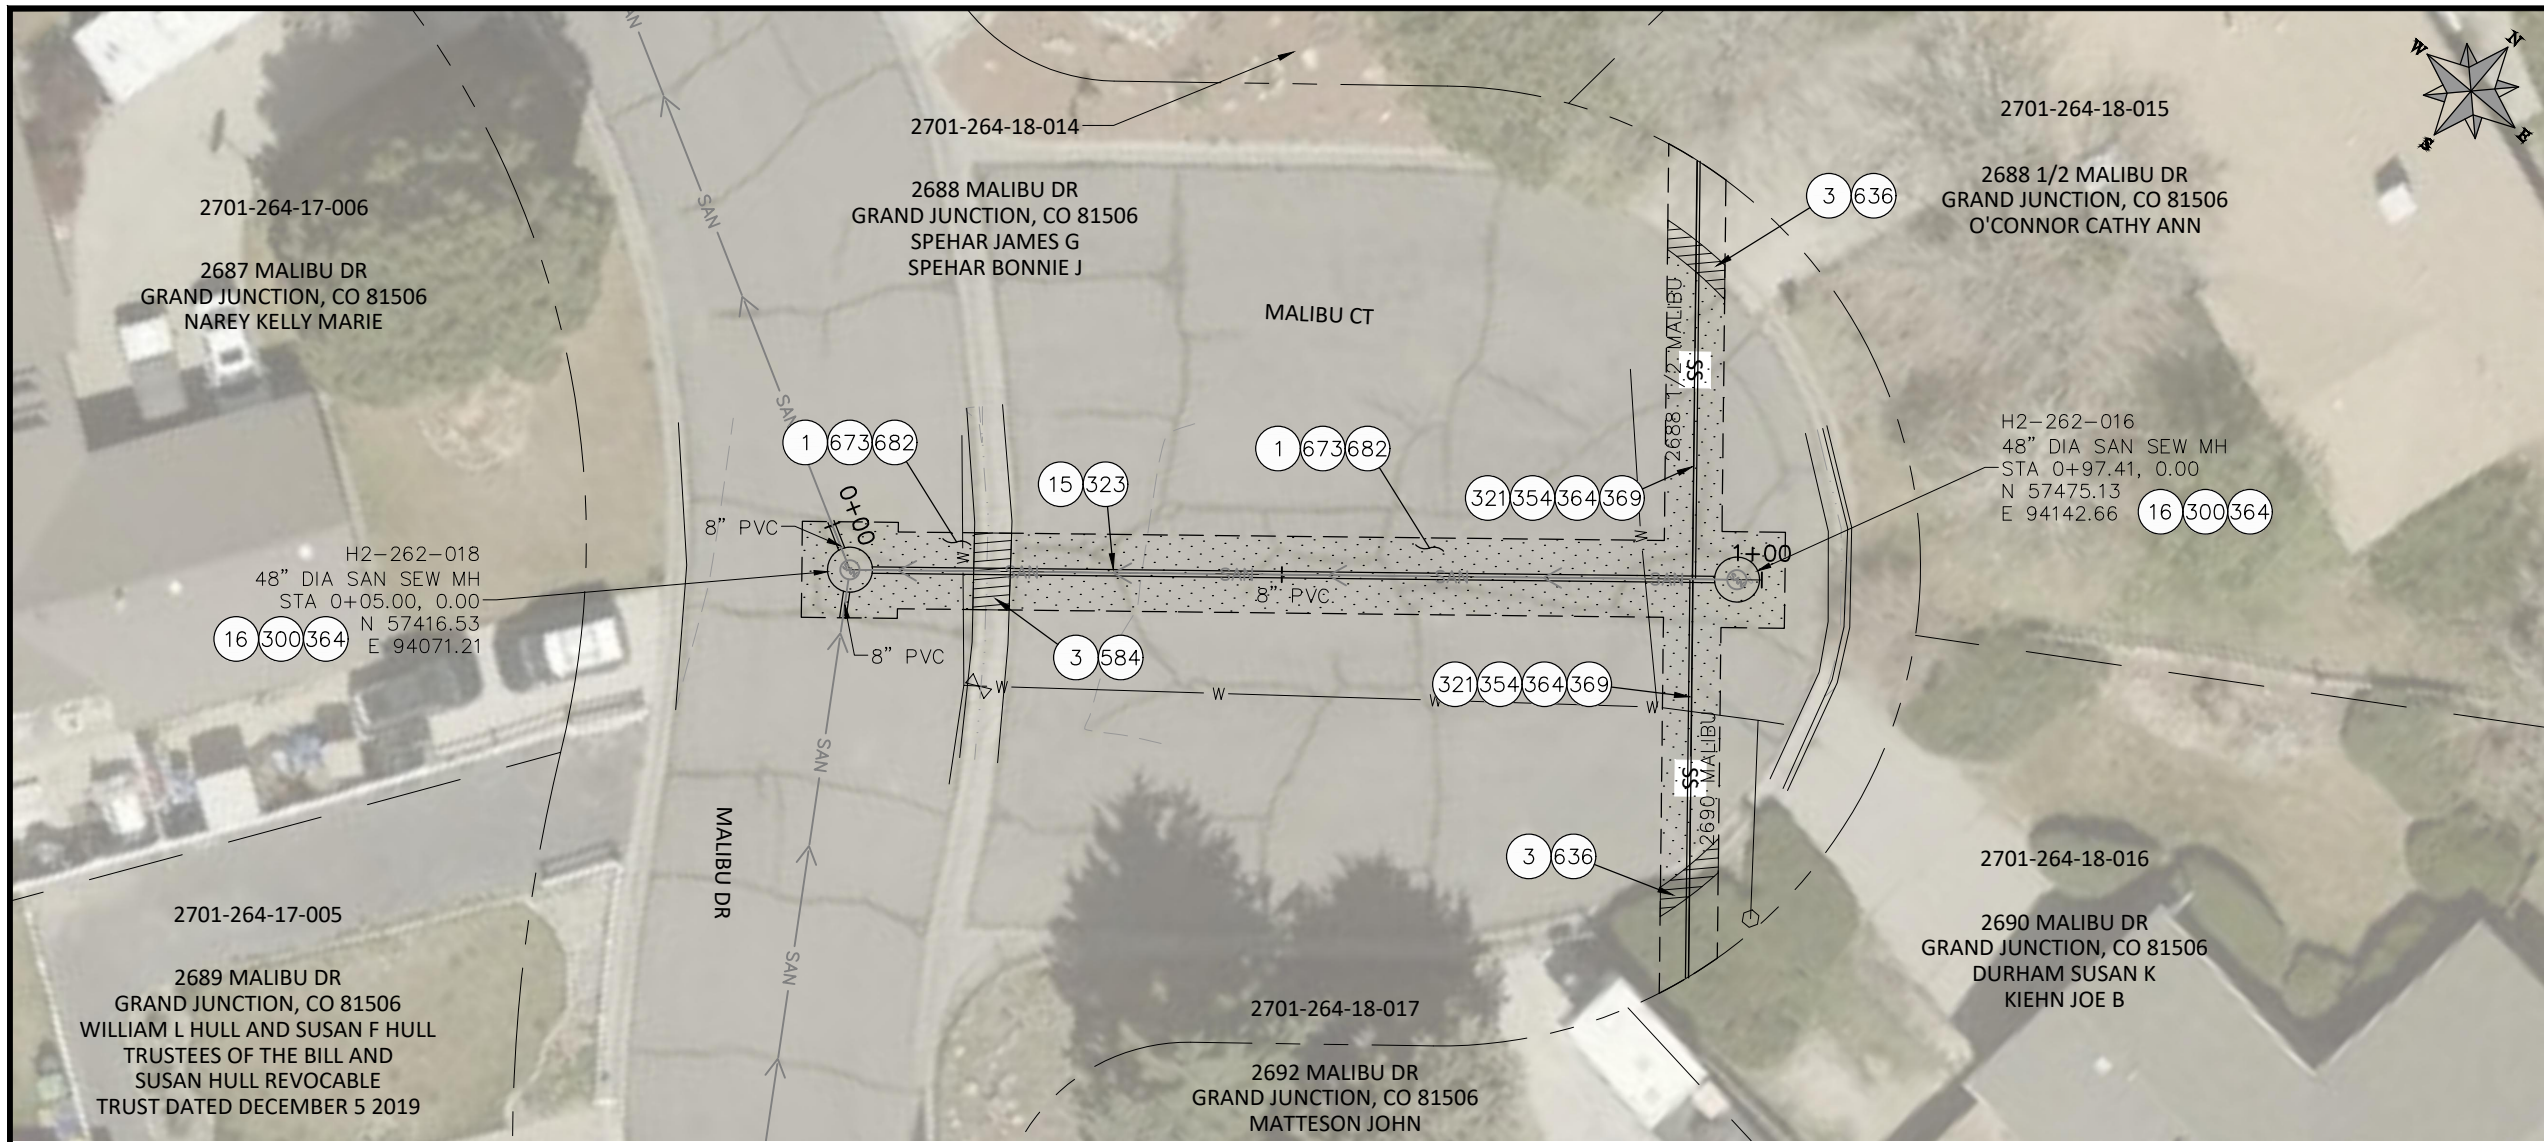 N
W
E
S
2701-264-18-014
2688 MALIBU DR
GRAND JUNCTION, CO 81506
SPEHAR JAMES G
SPEHAR BONNIE J
2701-264-18-015
2688 1/2 MALIBU DR
GRAND JUNCTION, CO 81506
O'CONNOR CATHY ANN
3 636
2701-264-17-006
2687 MALIBU DR
GRAND JUNCTION, CO 81506
NAREY KELLY MARIE
MALIBU CT
SAN
SAN
SAN
1 673 682
1 673 682
15 323
321 354 364 369
2688 1/2 MALIBU
SS
H2-262-016
48" DIA SAN SEW MH
STA 0+97.41, 0.00
N 57475.13
E 94142.66
16 300 364
0+00
8" PVC
W
W
1+00
H2-262-018
48" DIA SAN SEW MH
STA 0+05.00, 0.00
N 57416.53
E 94071.21
16 300 364
SAN
SAN
SAN
SAN
8" PVC
8" PVC
3 584
321 354 364 369
W
W
W
W
SS
2690 MALIBU
SAN
SAN
MALIBU DR
3 636
2701-264-18-016
2690 MALIBU DR
GRAND JUNCTION, CO 81506
DURHAM SUSAN K
KIEHN JOE B
2701-264-17-005
2689 MALIBU DR
GRAND JUNCTION, CO 81506
WILLIAM L HULL AND SUSAN F HULL
TRUSTEES OF THE BILL AND
SUSAN HULL REVOCABLE
TRUST DATED DECEMBER 5 2019
2701-264-18-017
2692 MALIBU DR
GRAND JUNCTION, CO 81506
MATTESON JOHN